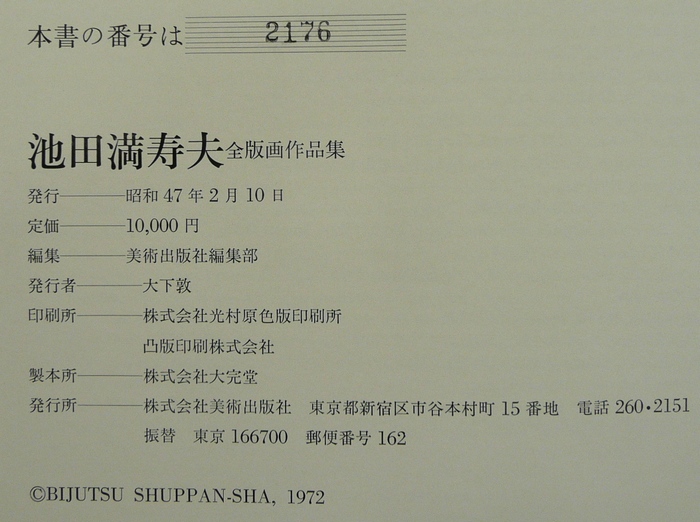 本書の番号は 2176
池田満寿夫全版画作品集
発行————昭和 47 年 2 月 10 日
定価————10,000 円
編集————美術出版社編集部
発行者————大下敦
印刷所————株式会社光村原色版印刷所
凸版印刷株式会社
製本所————株式会社大完堂
発行所————株式会社美術出版社 東京都新宿区市谷本村町 15 番地 電話 260・2151
振替 東京 166700 郵便番号 162
©BIJUTSU SHUPPAN-SHA, 1972